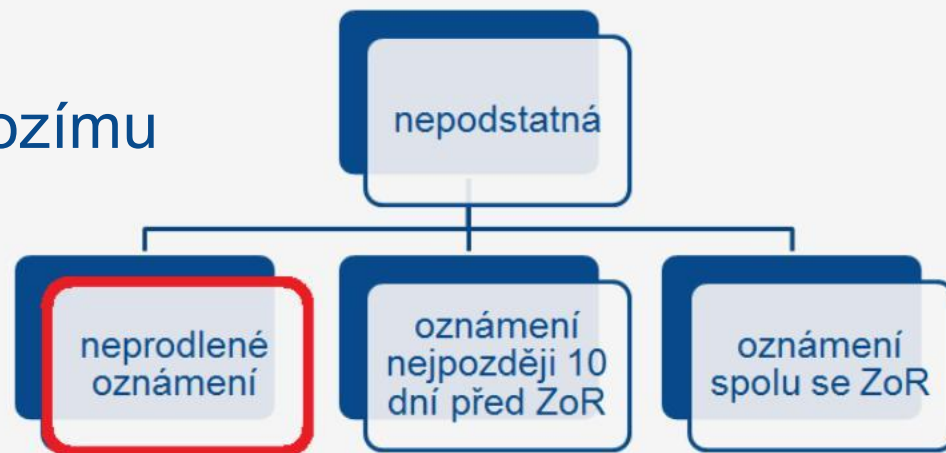 nepodstatná
ozímu
neprodlené
oznámení
oznámení
nejpozději 10
dní před ZoR
oznámení
spolu se ZoR